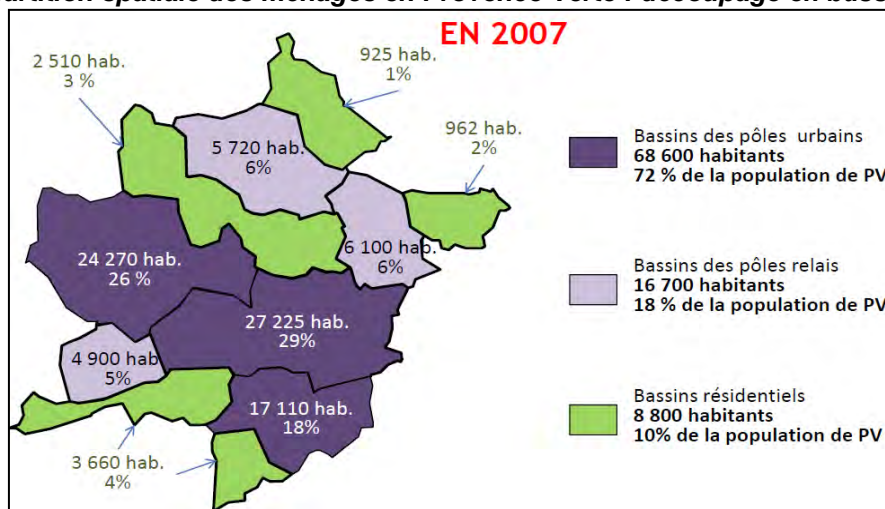 Provence Verte : découpage en
EN 2007
2 510 hab.
3 %
925 hab.
1%
962 hab.
2%
5 720 hab.
6%
6 100 hab.
6%
24 270 hab.
26 %
27 225 hab.
29%
4 900 hab
5%
17 110 hab.
18%
3 660 hab.
4%
Bassins des pôles urbains
68 600 habitants
72 % de la population de PV
Bassins des pôles relais
16 700 habitants
18 % de la population de PV
Bassins résidentiels
8 800 habitants
10% de la population de PV